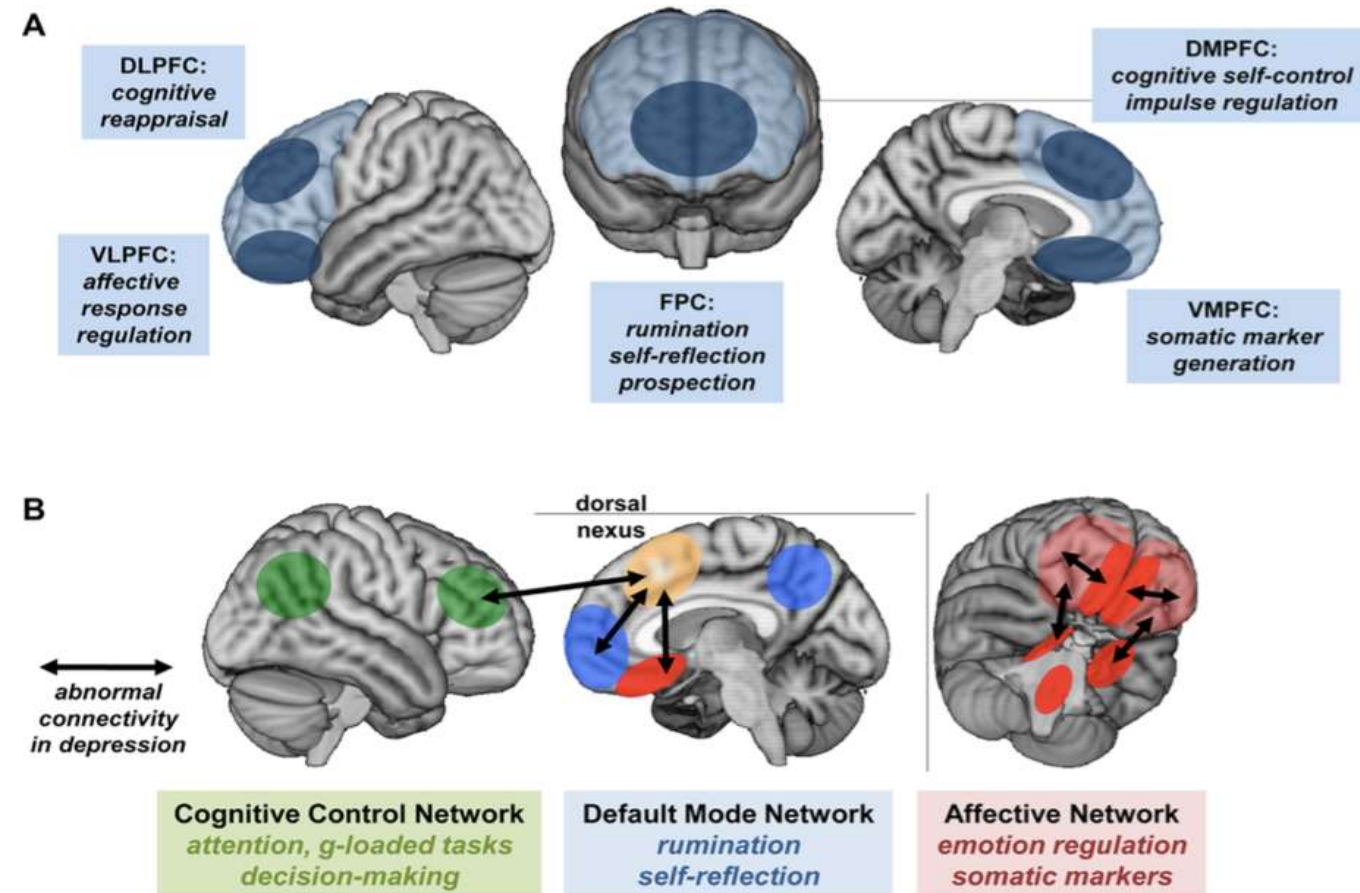 A
DLPFC:
cognitive
reappraisal
DMPFC:
cognitive self-control
impulse regulation
VLPFC:
affective
response
regulation
FPC:
rumination
self-reflection
prospection
VMPFC:
somatic marker
generation
B
dorsal
nexus
abnormal
connectivity
in depression
Cognitive Control Network
attention, g-loaded tasks
decision-making
Default Mode Network
rumination
self-reflection
Affective Network
emotion regulation
somatic markers